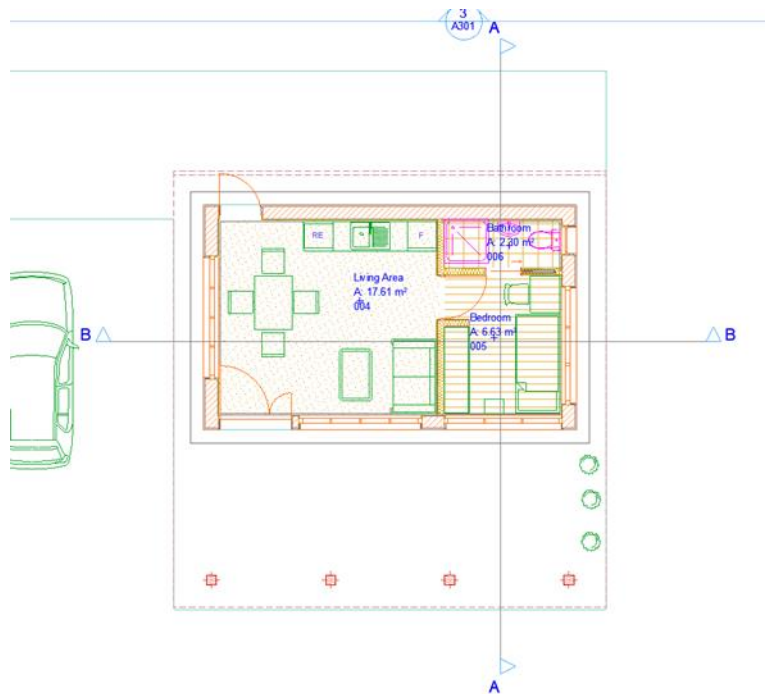 3
A301
A
Bathroom
A: 2.30 m²
006
RE
F
Living Area
A: 17.61 m²
004
Bedroom
A: 6.63 m²
005
B
B
A